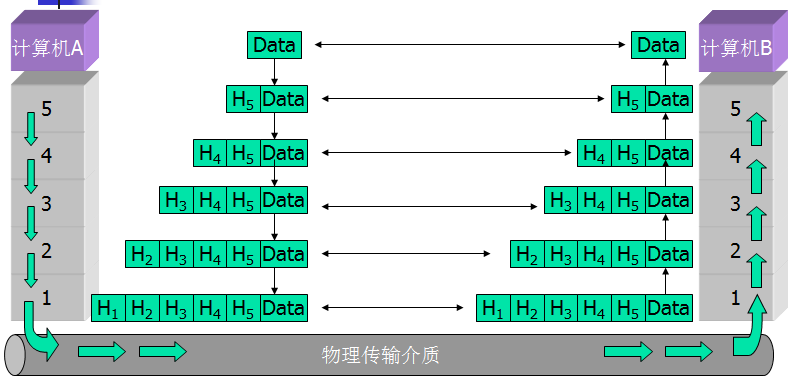 计算机A Data Data 计算机B
5 H5 Data H5 Data 5
4 H4 H5 Data H4 H5 Data 4
3 H3 H4 H5 Data H3 H4 H5 Data 3
2 H2 H3 H4 H5 Data H2 H3 H4 H5 Data 2
1 H1 H2 H3 H4 H5 Data H1 H2 H3 H4 H5 Data 1
物理传输介质